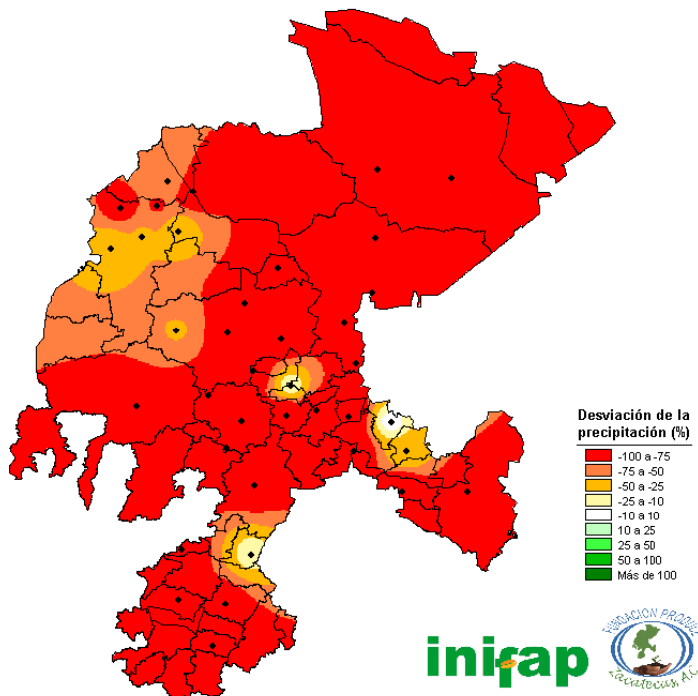 Desviación de la
precipitación (%)
-100 a -75
-75 a -50
-50 a -25
-25 a -10
-10 a 10
10 a 25
25 a 50
50 a 100
Más de 100
inifap
FUNDACION PRODUCE
Zacatecas, A.C.